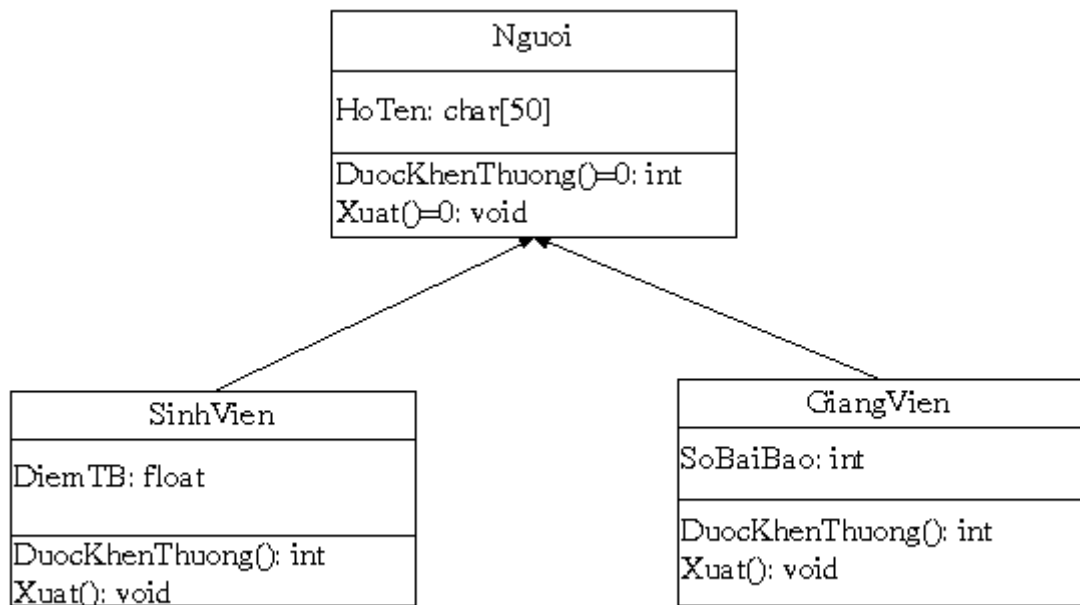 Nguoi
HoTen: char[50]
DuocKhenThuong()=0: int
Xuat()=0: void
SinhVien
DiemTB: float
DuocKhenThuong(): int
Xuat(): void
GiangVien
SoBaiBao: int
DuocKhenThuong(): int
Xuat(): void